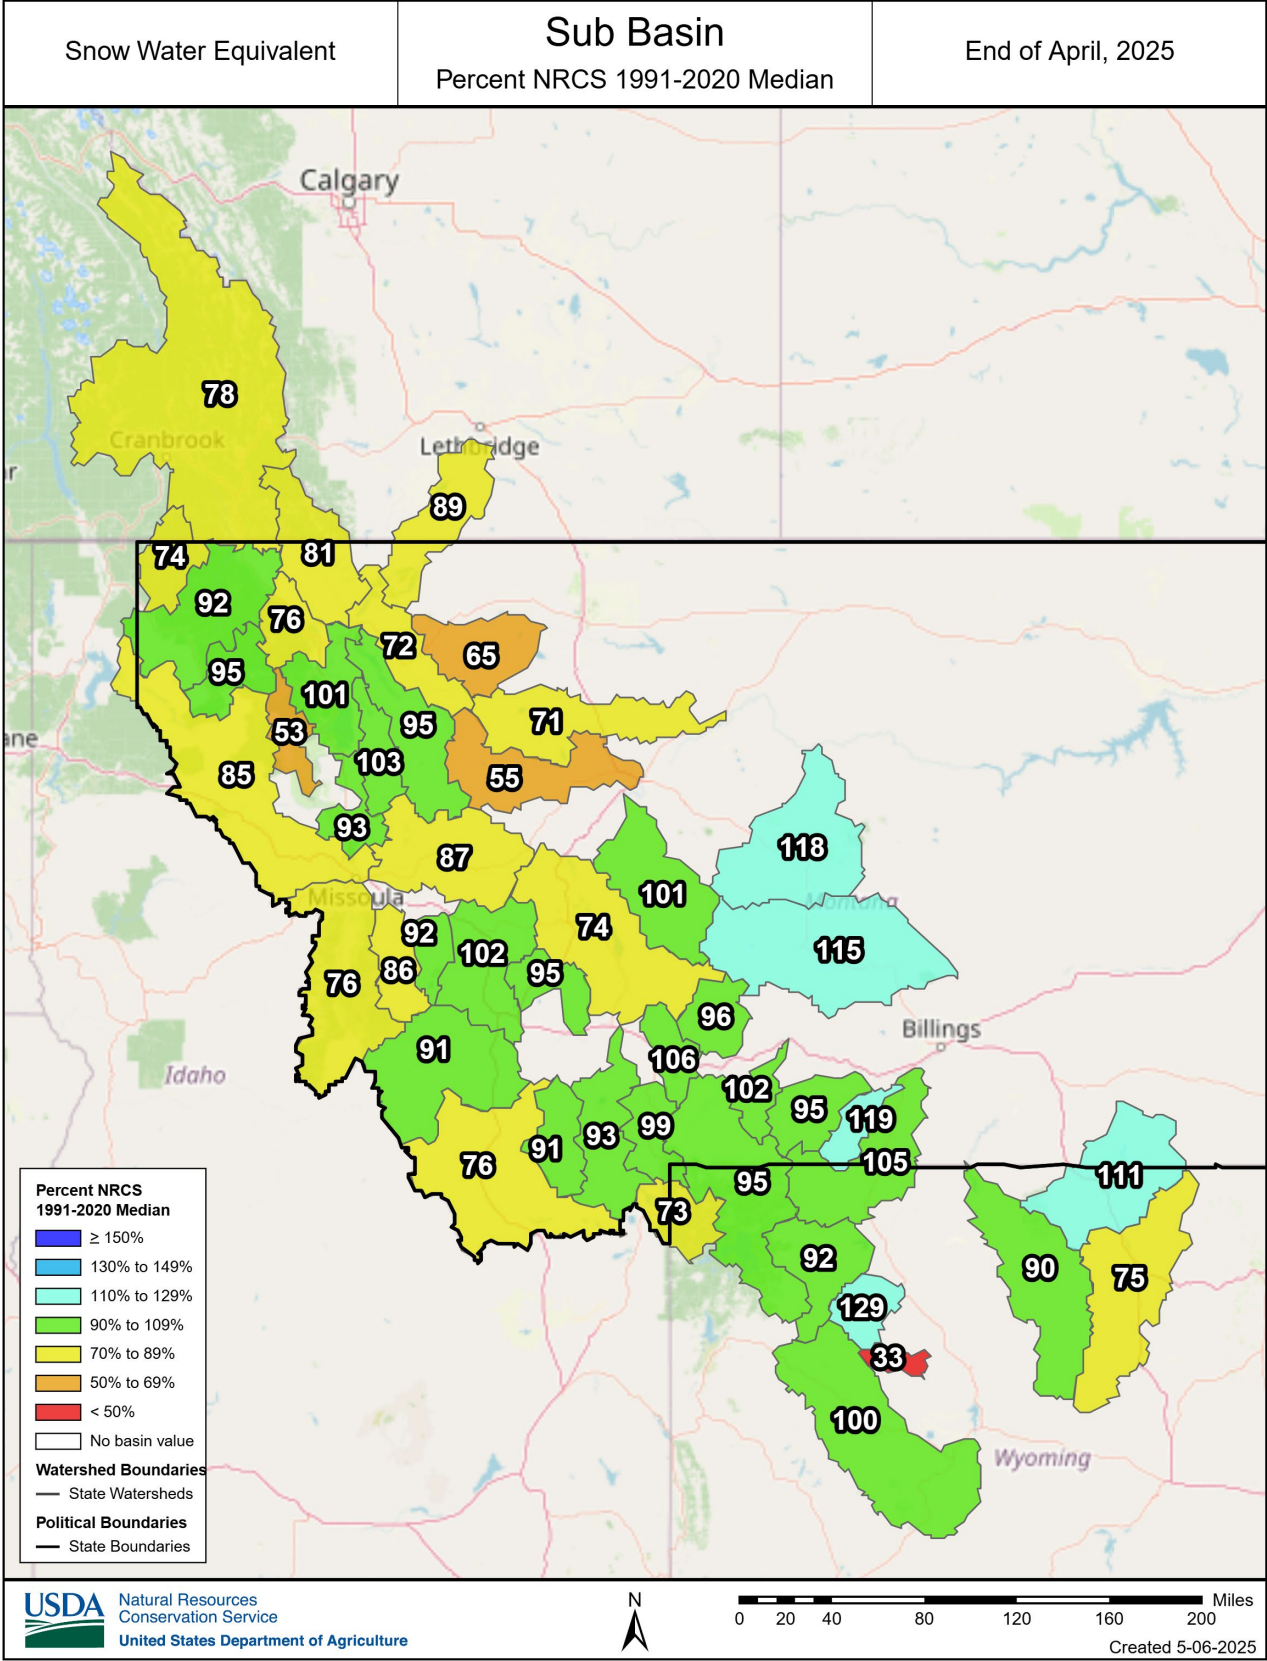 Snow Water Equivalent
Sub Basin
Percent NRCS 1991-2020 Median
End of April, 2025
Calgary
78
Cranbrook
Lethbridge
89
ar
74
81
92
76
72
65
95
101
53
95
71
ane
103
85
55
93
118
87
101
Missoula
Montana
92
74
102
115
86
95
76
96
Billings
91
106
Idaho
102
95
119
99
93
91
76
105
95
111
73
92
90
75
129
33
100
Wyoming
Percent NRCS
1991-2020 Median
≥ 150%
130% to 149%
110% to 129%
90% to 109%
70% to 89%
50% to 69%
< 50%
No basin value
Watershed Boundaries
State Watersheds
Political Boundaries
State Boundaries
USDA
Natural Resources
Conservation Service
United States Department of Agriculture
N
0 20 40 80 120 160 200 Miles
Created 5-06-2025